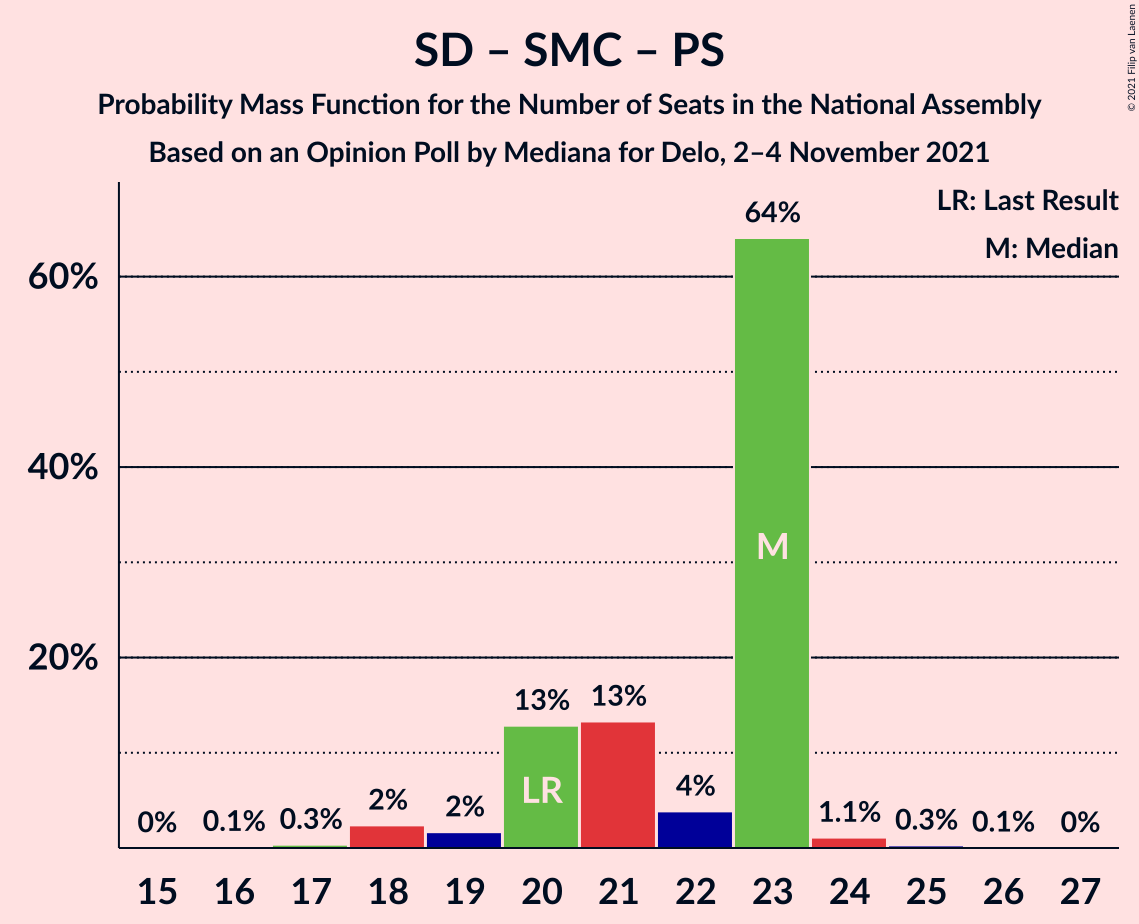 SD – SMC – PS
Probability Mass Function for the Number of Seats in the National Assembly
Based on an Opinion Poll by Mediana for Delo, 2–4 November 2021
© 2021 Filip van Laenen
LR: Last Result
M: Median
60%
40%
20%
0%
0.1%
0.3%
2%
2%
13%
13%
4%
64%
1.1%
0.3%
0.1%
0%
LR
M
15 16 17 18 19 20 21 22 23 24 25 26 27